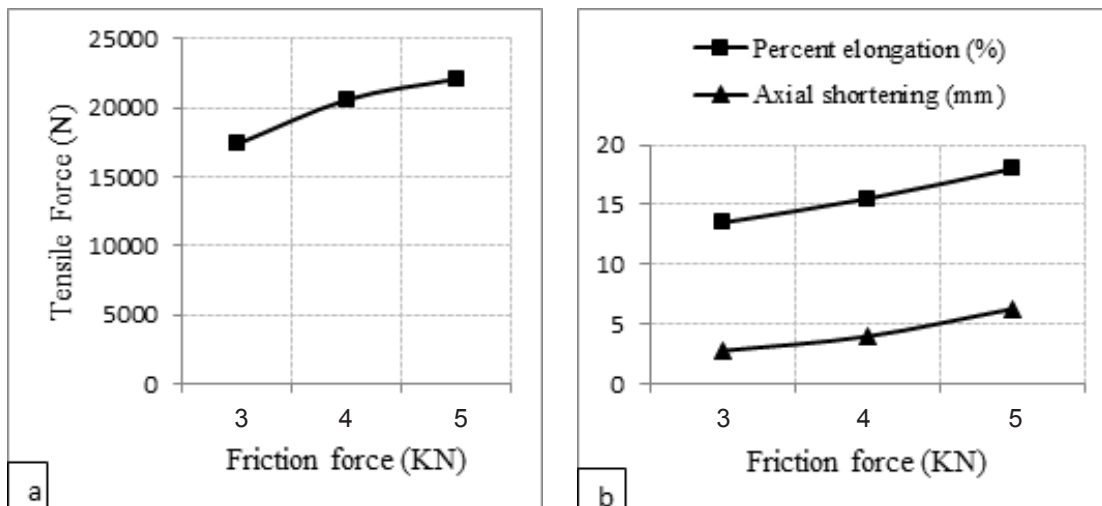 25000
20000
15000
10000
5000
0
Tensile Force (N)
3 4 5
Friction force (KN)
a
Percent elongation (%)
Axial shortening (mm)
20
15
10
5
0
3 4 5
Friction force (KN)
b